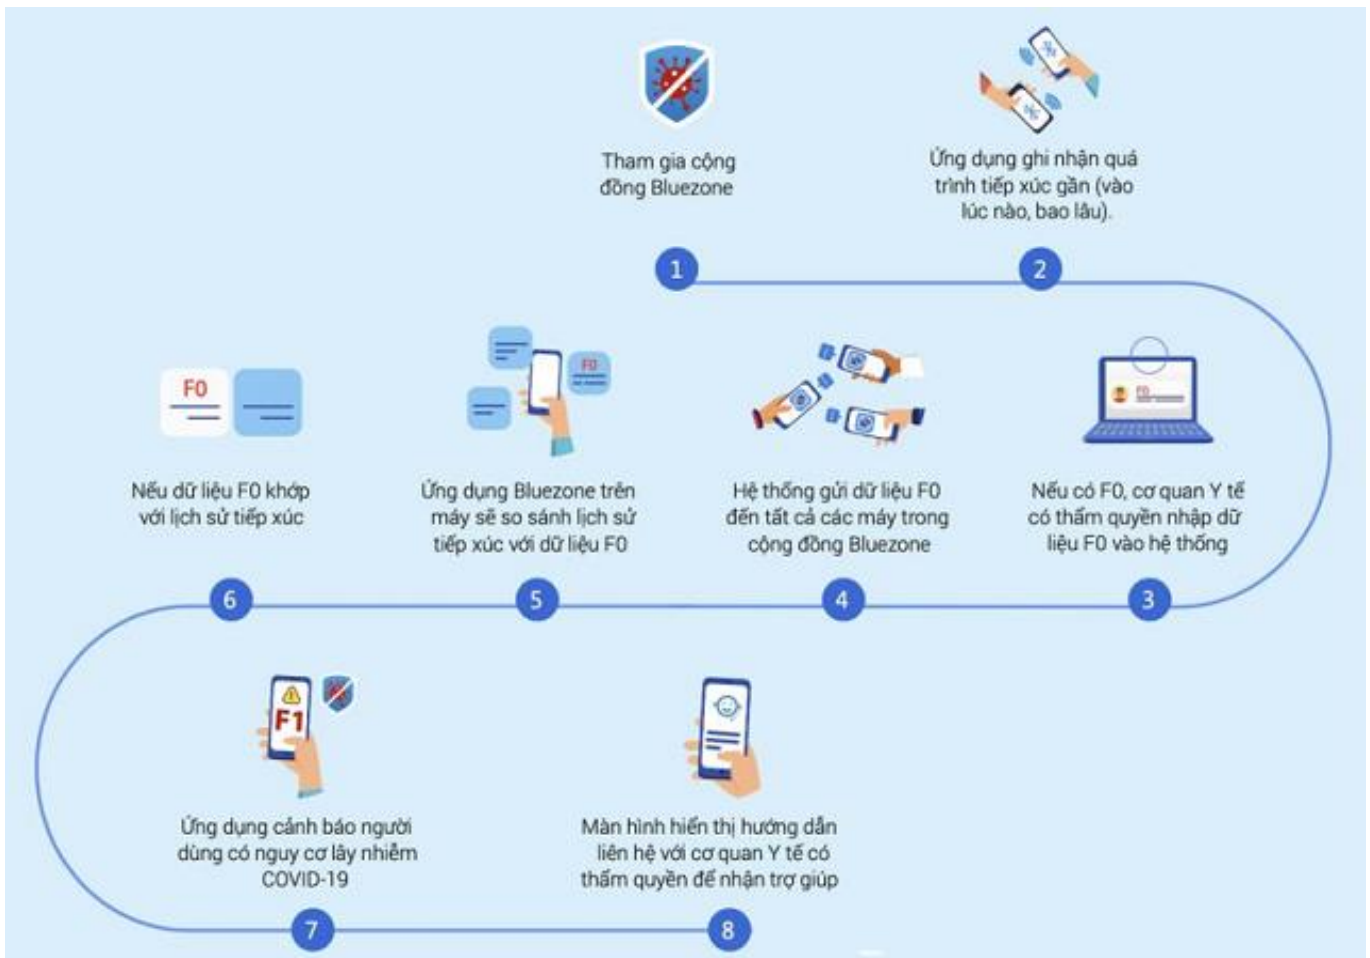 Tham gia cộng
đồng Bluezone
1
Ứng dụng ghi nhận quá
trình tiếp xúc gần (vào
lúc nào, bao lâu).
2
F0
Nếu có F0, cơ quan Y tế
có thẩm quyền nhập dữ
liệu F0 vào hệ thống
3
Hệ thống gửi dữ liệu F0
đến tất cả các máy trong
cộng đồng Bluezone
4
F0
Ứng dụng Bluezone trên
máy sẽ so sánh lịch sử
tiếp xúc với dữ liệu F0
5
F0
Nếu dữ liệu F0 khớp
với lịch sử tiếp xúc
6
F1
Ứng dụng cảnh báo người
dùng có nguy cơ lây nhiễm
COVID-19
7
Màn hình hiển thị hướng dẫn
liên hệ với cơ quan Y tế có
thẩm quyền để nhận trợ giúp
8